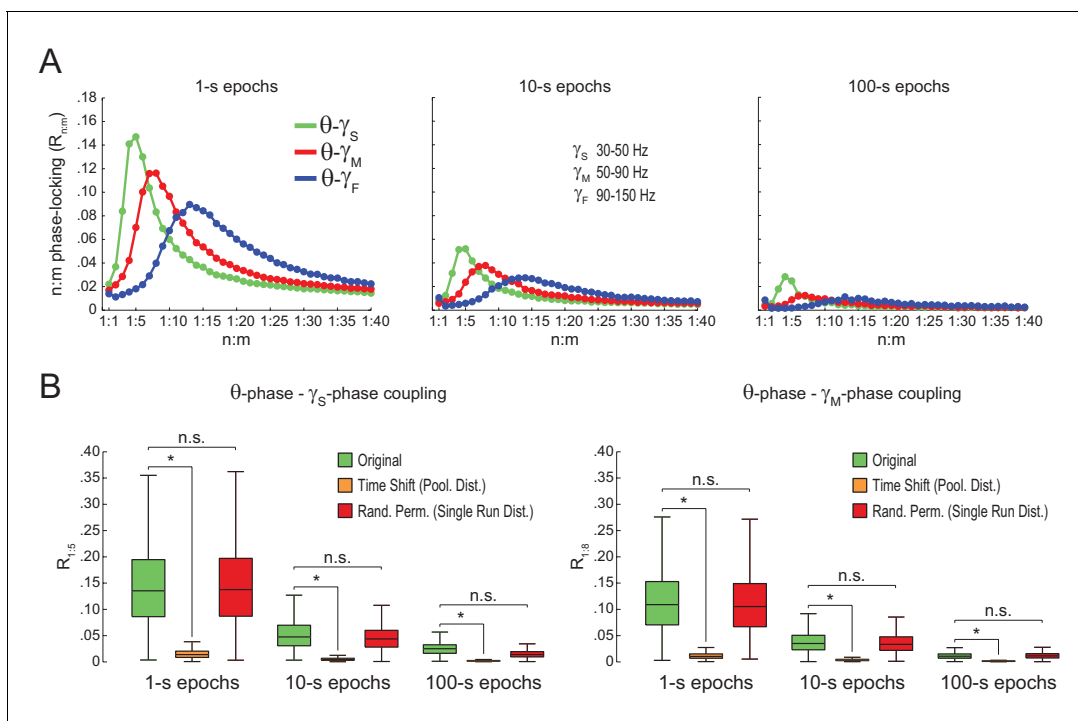 A
1-s epochs
10-s epochs
100-s epochs
n:m phase-locking (R n:m)
.18
.16
.14
.12
.10
.08
.06
.04
.02
0
θ-γS
θ-γM
θ-γF
γS 30-50 Hz
γM 50-90 Hz
γF 90-150 Hz
1:1 1:5 1:10 1:15 1:20 1:25 1:30 1:35 1:40
1:1 1:5 1:10 1:15 1:20 1:25 1:30 1:35 1:40
1:1 1:5 1:10 1:15 1:20 1:25 1:30 1:35 1:40
n:m
n:m
n:m
B
θ-phase - γS-phase coupling
R1:5
.40
.35
.30
.25
.20
.15
.10
.05
0
n.s.
*
n.s.
*
n.s.
*
Original
Time Shift (Pool. Dist.)
Rand. Perm. (Single Run Dist.)
1-s epochs
10-s epochs
100-s epochs
θ-phase - γM-phase coupling
R1:8
.40
.35
.30
.25
.20
.15
.10
.05
0
n.s.
*
n.s.
*
n.s.
*
Original
Time Shift (Pool. Dist.)
Rand. Perm. (Single Run Dist.)
1-s epochs
10-s epochs
100-s epochs